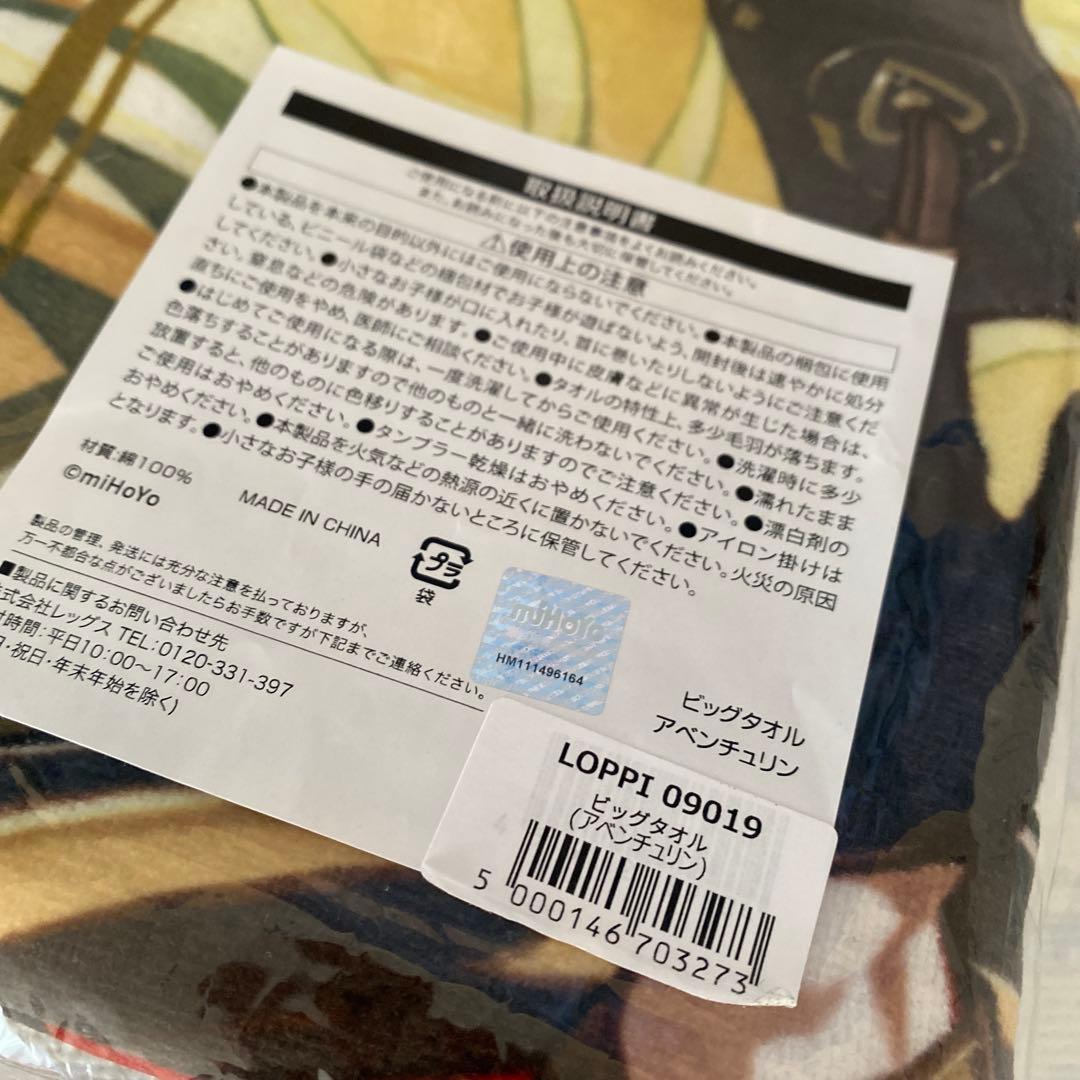 取扱説明書
ご使用になる前に以下の注意事項をよくお読みください。
また、お読みになった後も大切に保管してください。
⚠使用上の注意
●本製品を本来の目的以外にはご使用にならないでください。●本製品の梱包に使用
している、ビニール袋などの梱包材でお子様が遊ばないよう、開封後は速やかに処分
してください。●小さなお子様が口に入れたり、首に巻いたりしないようにご注意くだ
さい。窒息などの危険があります。●ご使用中に皮膚などに異常が生じた場合は、
直ちにご使用をやめ、医師にご相談ください。●タオルの特性上、多少毛羽が落ちます。
●はじめてご使用になる際は、一度洗濯してからご使用ください。●洗濯時に多少
色落ちすることがありますので他のものと一緒に洗わないでください。●濡れたまま
放置すると、他のものに色移りすることがありますのでご注意ください。●漂白剤の
ご使用はおやめください。●タンブラー乾燥はおやめください。●アイロン掛けは
おやめください。●本製品を火気などの熱源の近くに置かないでください。火災の原因
となります。●小さなお子様の手の届かないところに保管してください。
材質:綿100%
©miHoYo
MADE IN CHINA
プラ
袋
製品の管理、発送には充分な注意を払っておりますが、
万一不都合な点がございましたらお手数ですが下記までご連絡ください。
■製品に関するお問い合わせ先
式会社レッグス TEL:0120-331-397
時間:平日10:00～17:00
日・祝日・年末年始を除く)
miHoYo
HM111496164
ビッグタオル
アベンチュリン
LOPPI 09019
ビッグタオル
(アベンチュリン)
5 000146 703273